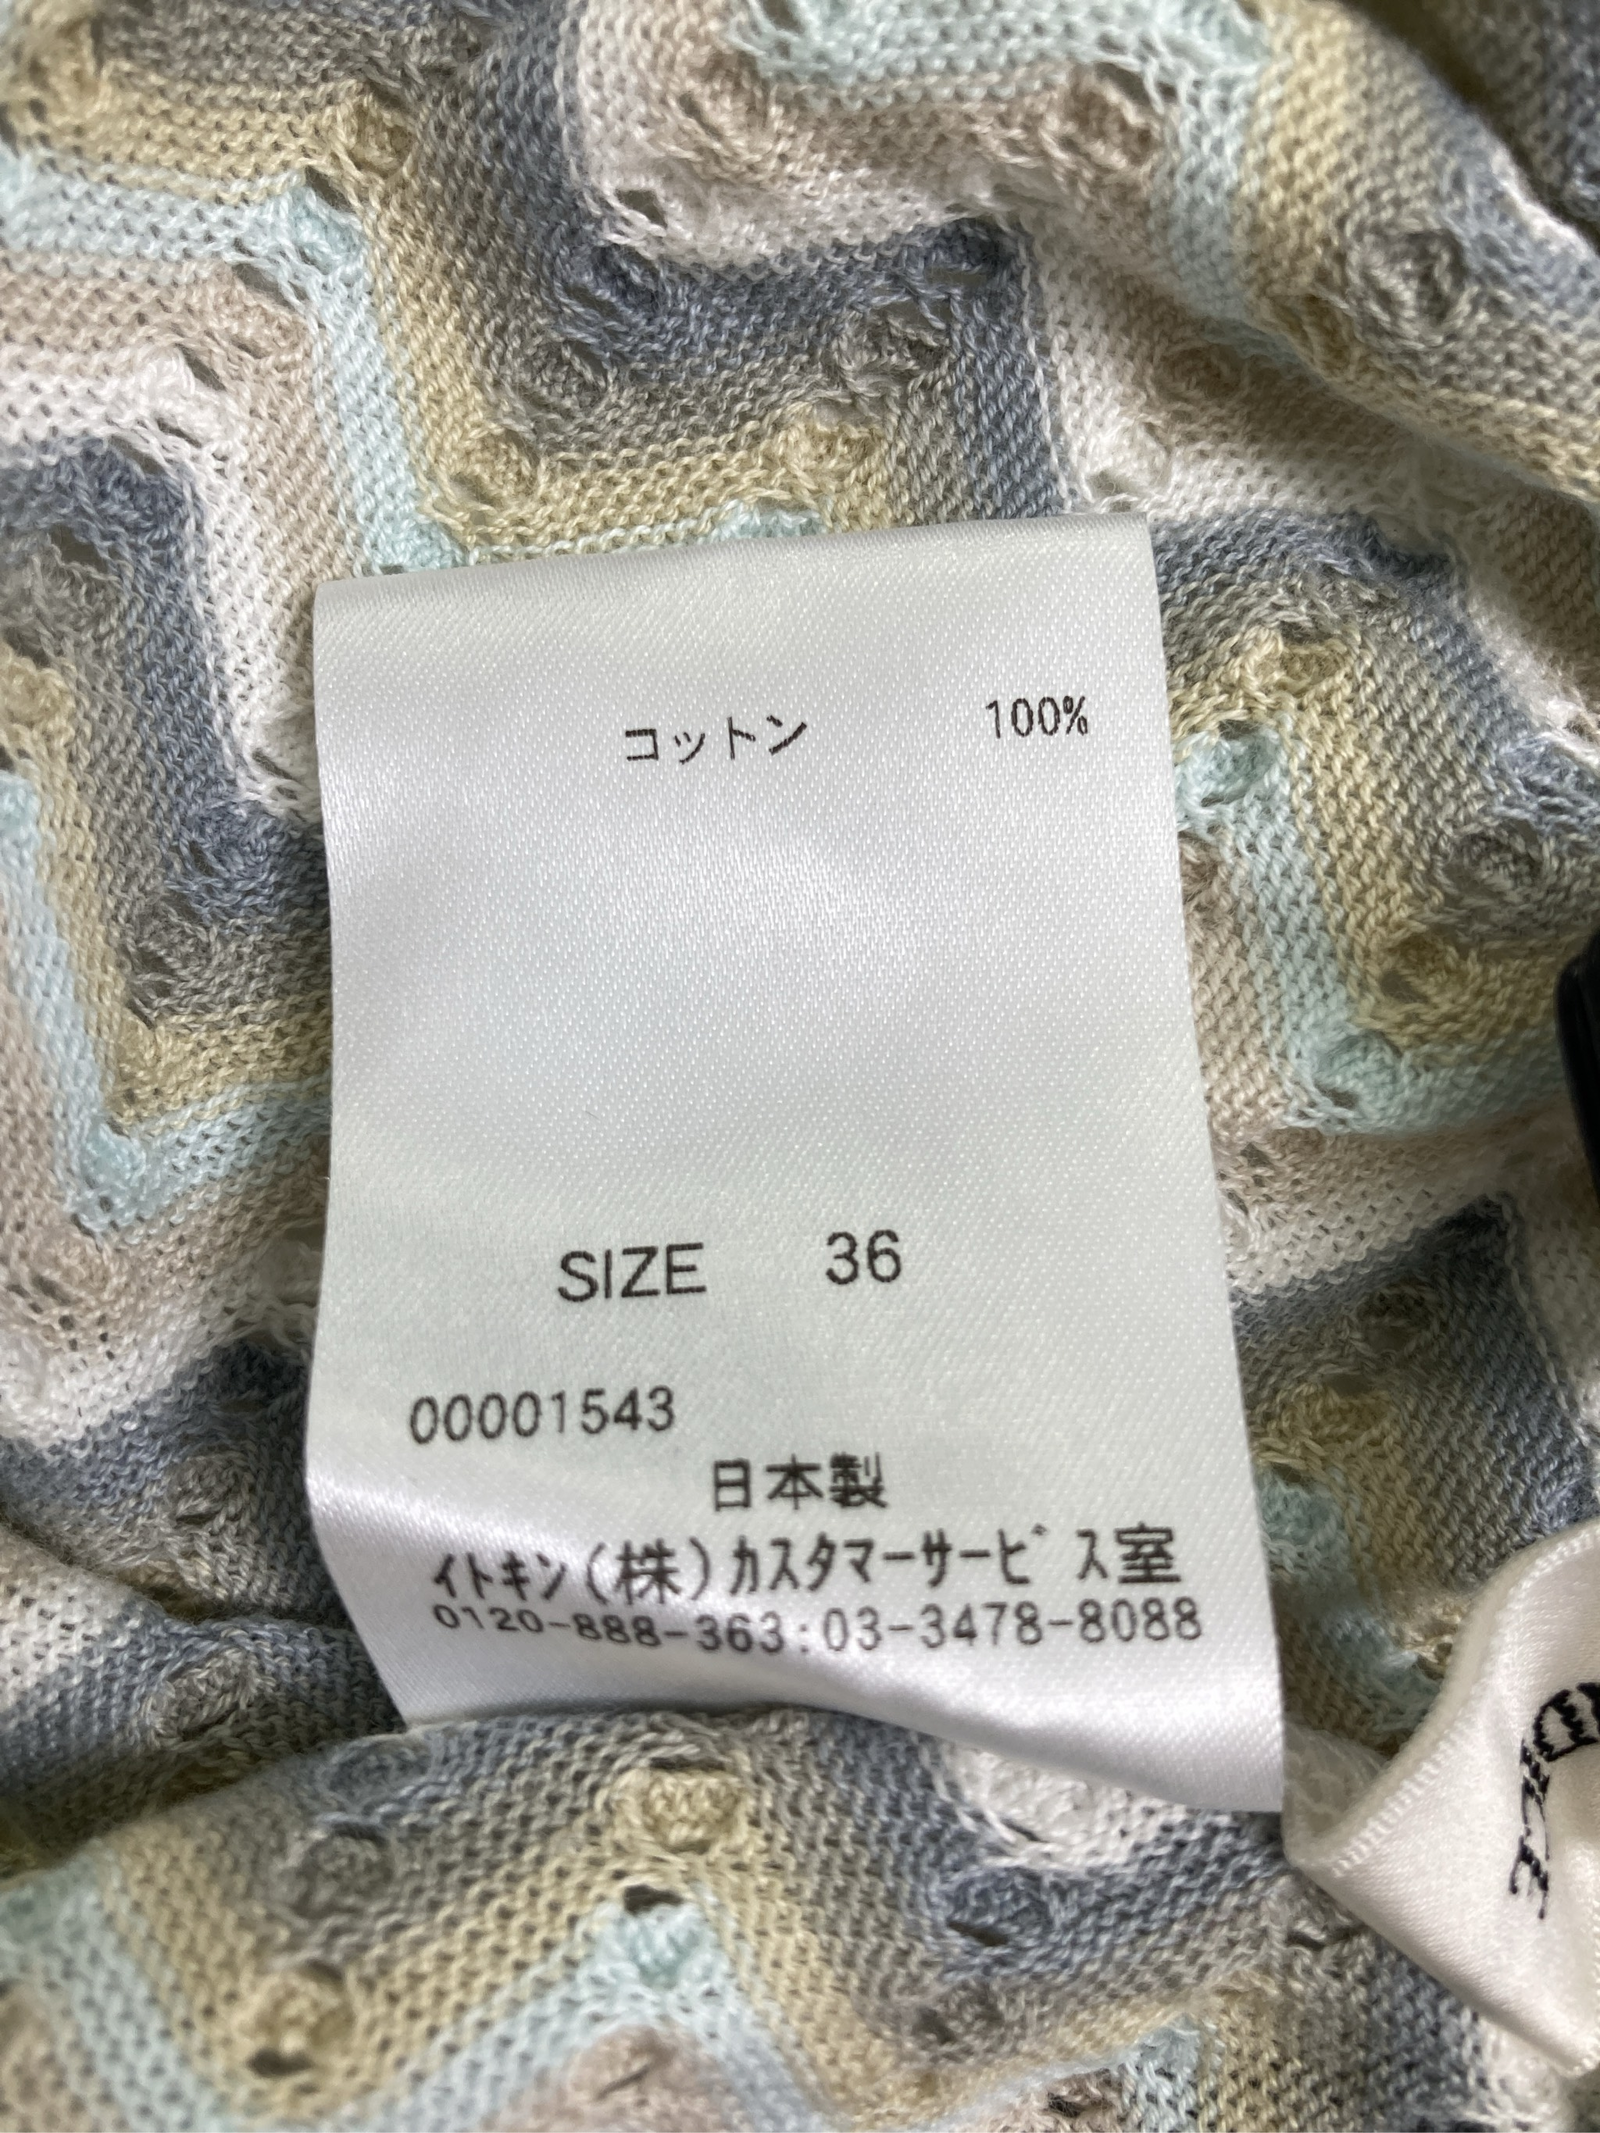 コットン 100%
SIZE 36
00001543
日本製
イトキン(株)カスタマーサービス室
0120-888-363:03-3478-8088